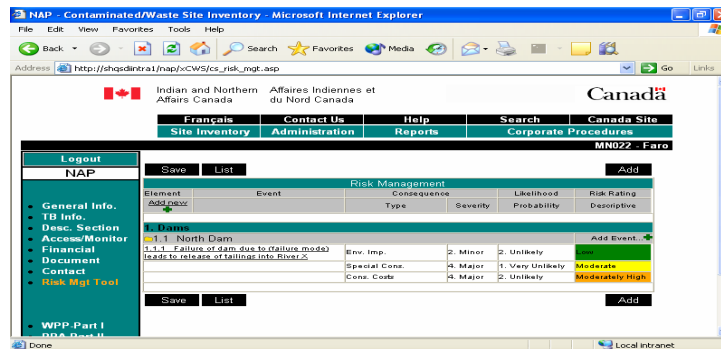 NAP - Contaminated/Waste Site Inventory - Microsoft Internet Explorer
File Edit View Favorites Tools Help
Back Search Favorites Media
Address http://shqsdiintra1/nap/xCWS/cs_risk_mgt.asp Go Links
Indian and Northern Affaires Indiennes et
Affairs Canada du Nord Canada
Canada
Français Contact Us Help Search Canada Site
Site Inventory Administration Reports Corporate Procedures
MN022 - Faro
Logout
NAP
General Info.
TB Info.
Desc. Section
Access/Monitor
Financial
Document
Contact
Risk Mgt Tool
WPP-Part I
Save List Add
Risk Management
Element Event Consequence Likelihood Risk Rating
Add new Type Severity Probability Descriptive
1. Dams
1.1 North Dam Add Event...
1.1.1 Failure of dam due to (failure mode) Env. Imp. 2. Minor 2. Unlikely Low
leads to release of tailings into River X
Special Cons. 4. Major 1. Very Unlikely Moderate
Cons. Costs 4. Major 2. Unlikely Moderately High
Save List Add
Done Local intranet